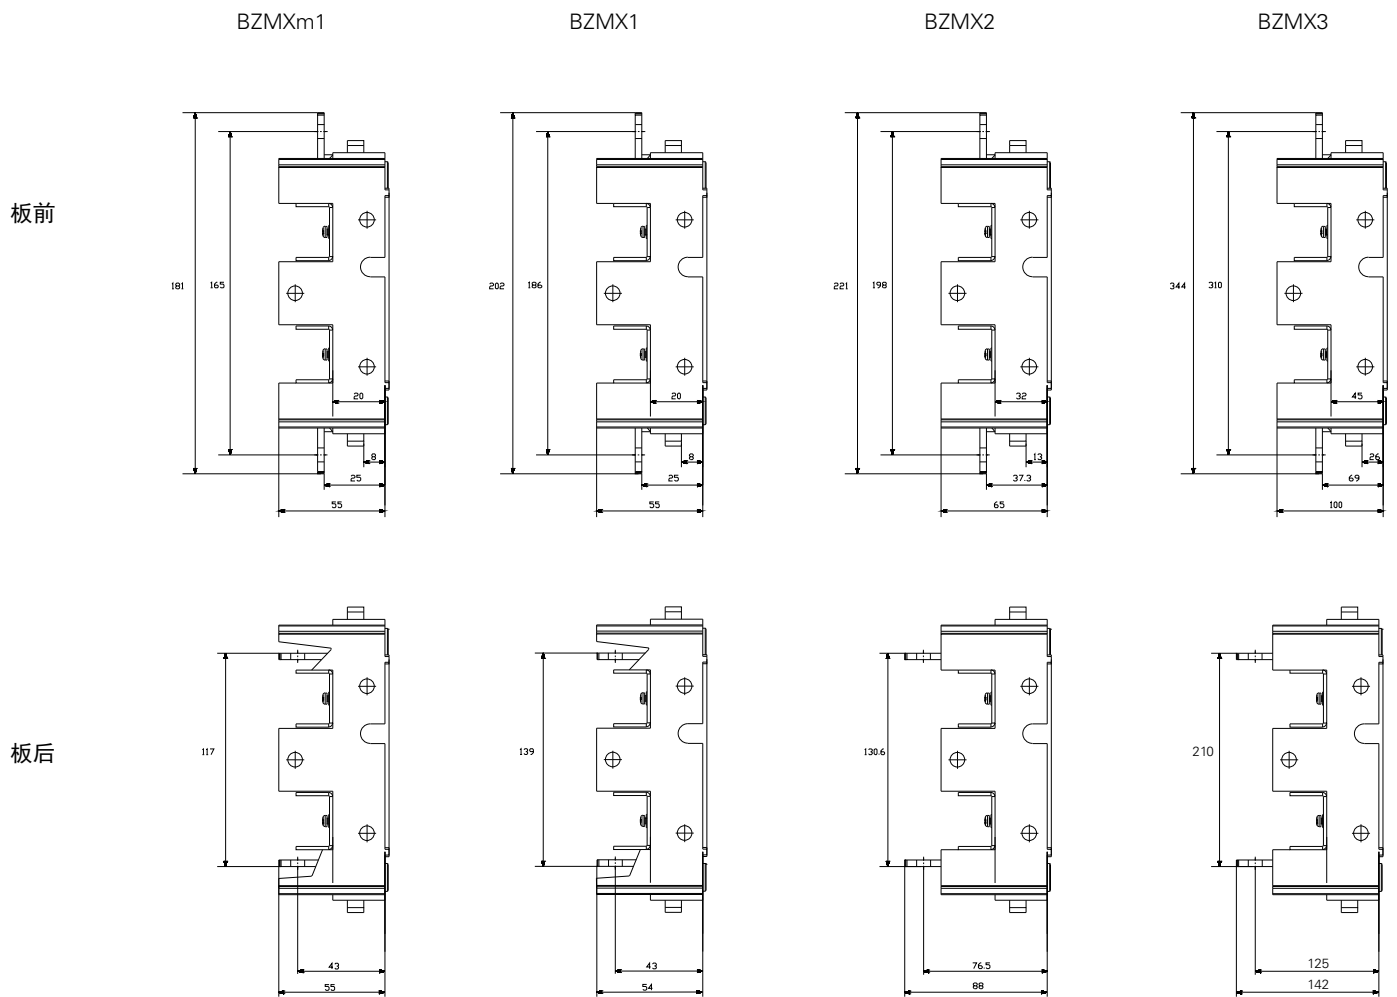 BZMXm1 BZMX1 BZMX2 BZMX3
板前
181 165 202 186 221 198 344 310
20 20 32 45
8 8 13 26
25 25 37.3 69
55 55 65 100
板后
117 139 130.6 210
43 43 76.5 125
55 54 88 142